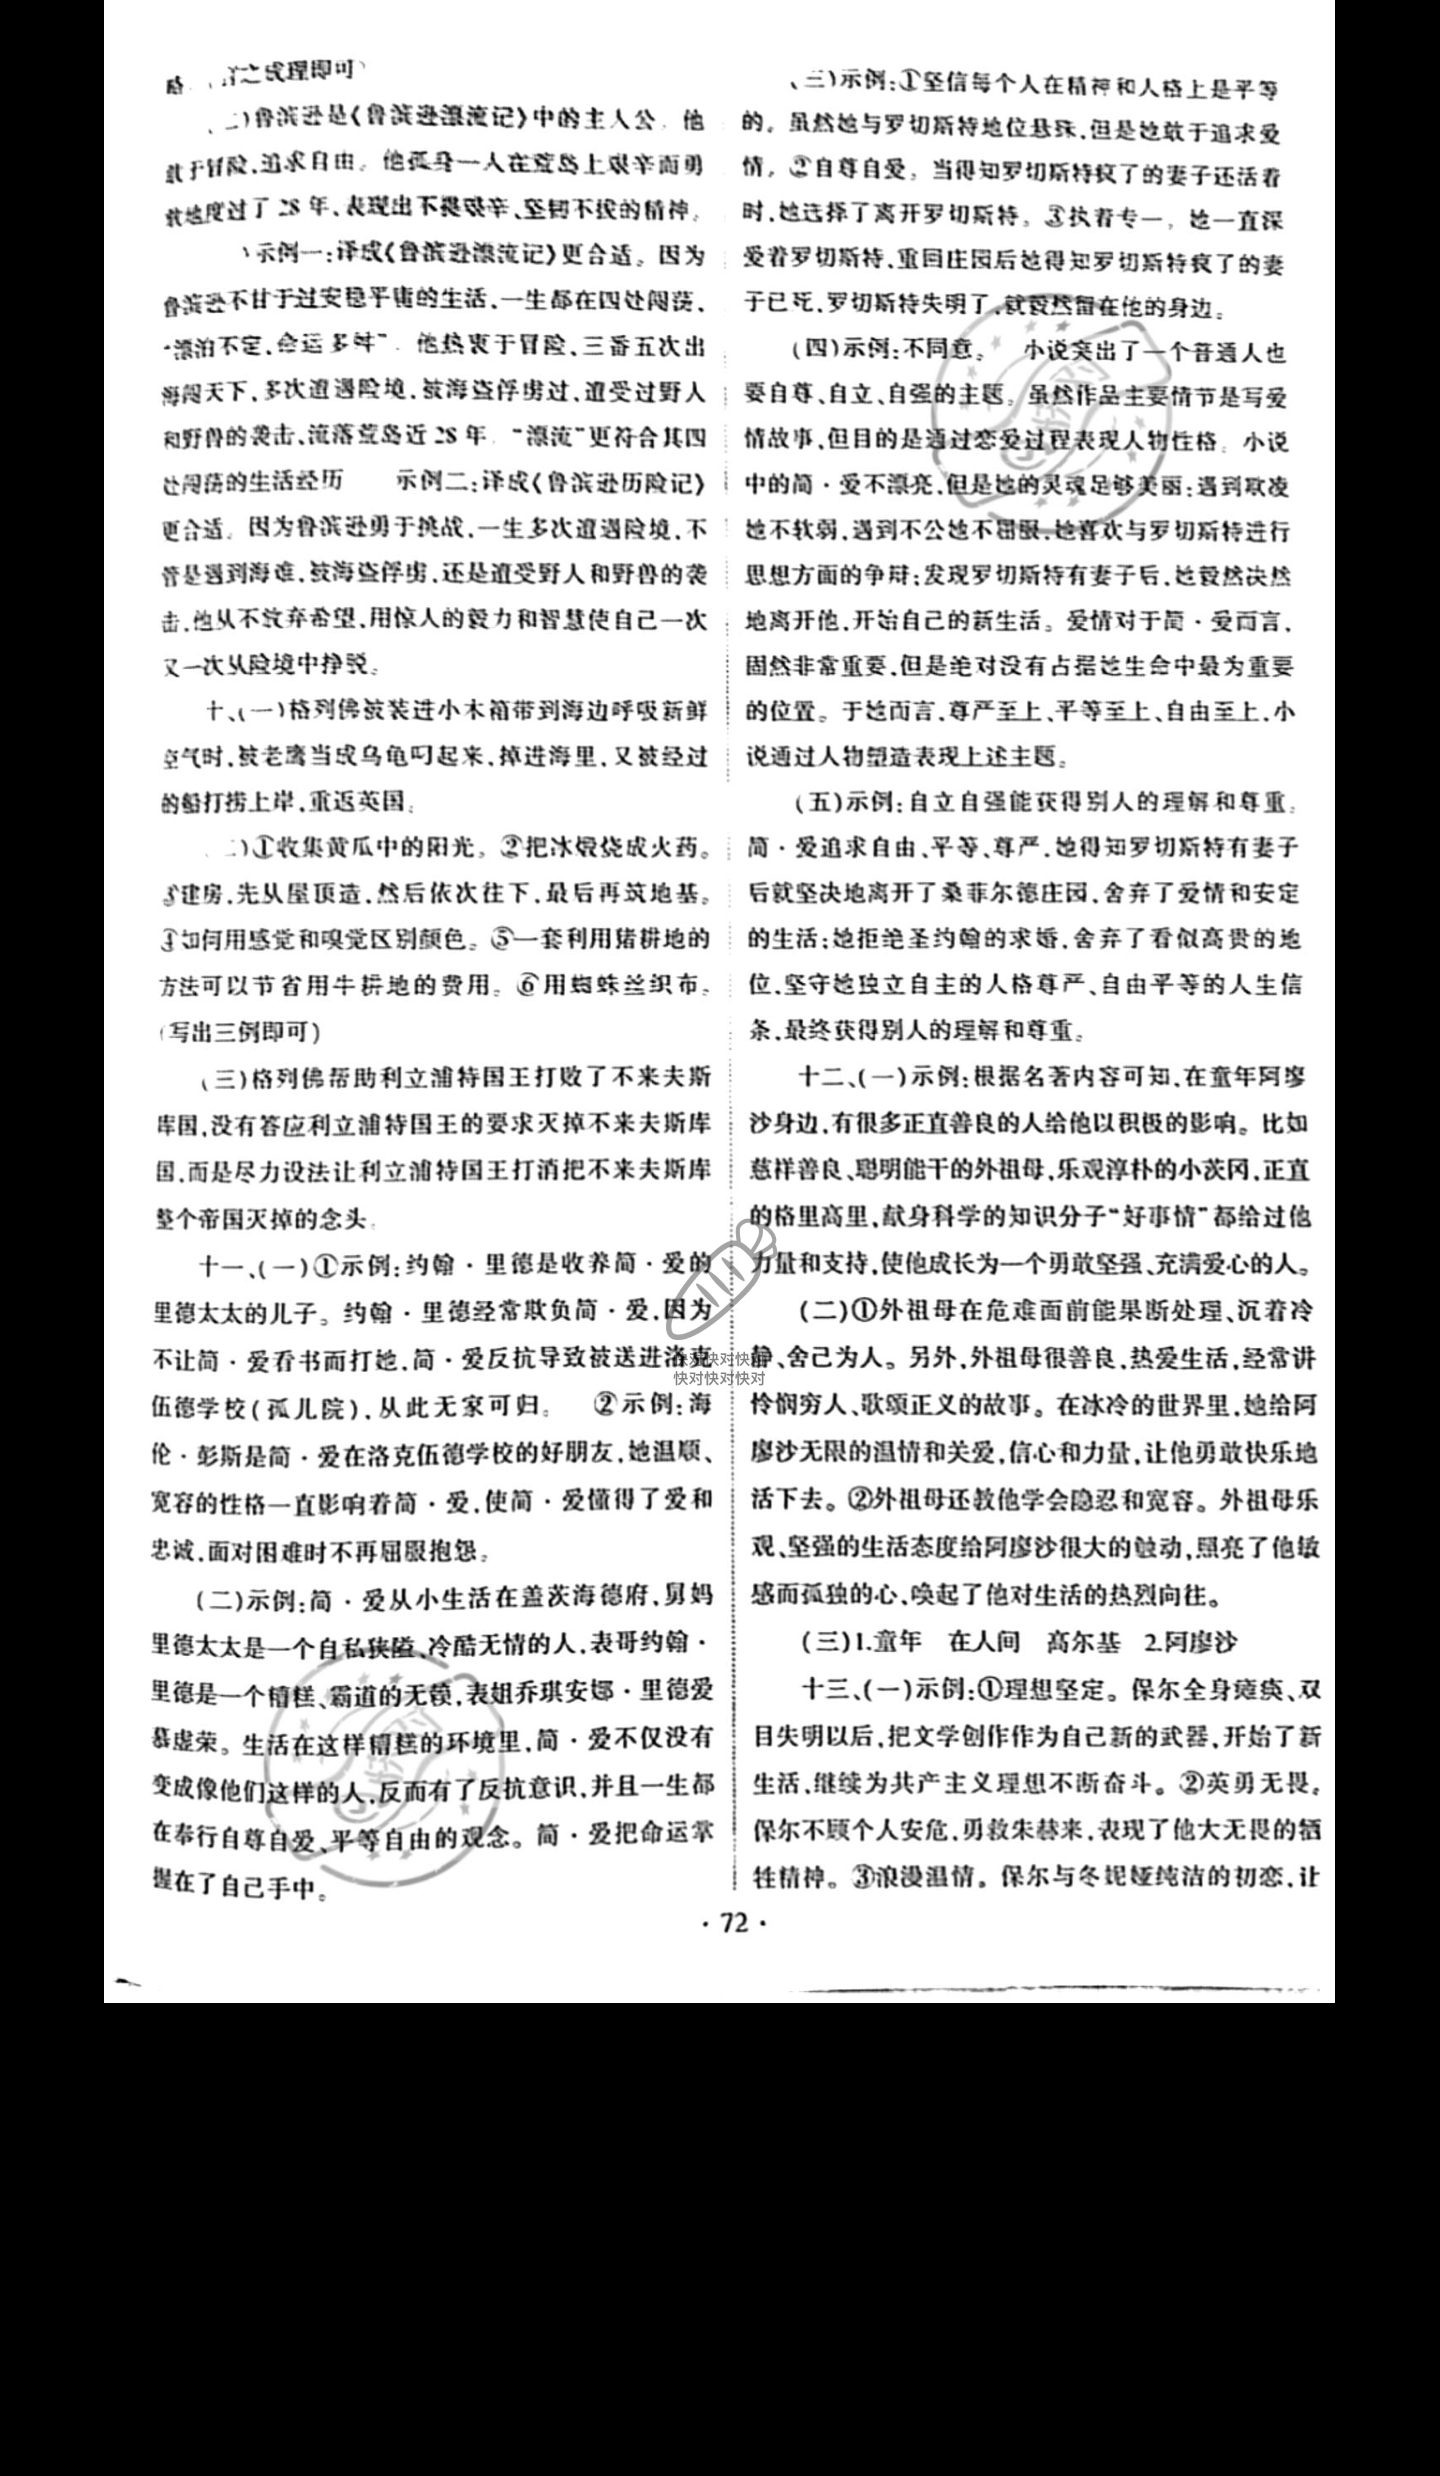 言之成理即可
二)鲁滨逊是《鲁滨逊漂流记》中的主人公。他
敢于冒险,追求自由。他孤身一人在荒岛上艰辛而勇
敢地度过了28年,表现出不畏艰辛、坚韧不拔的精神。
示例一:译成《鲁滨逊漂流记》更合适。因为
鲁滨逊不甘于过安稳平庸的生活,一生都在四处闯荡,
“漂泊不定,命运多舛”。他热衷于冒险,三番五次出
海闯天下,多次遭遇险境,被海盗俘虏过,遭受过野人
和野兽的袭击,流落荒岛近28年。“漂流”更符合其四
处闯荡的生活经历 示例二:译成《鲁滨逊历险记》
更合适。因为鲁滨逊勇于挑战,一生多次遭遇险境,不
管是遇到海难,被海盗俘虏,还是遭受野人和野兽的袭
击,他从不放弃希望,用惊人的毅力和智慧使自己一次
又一次从险境中挣脱。
十、(一)格列佛被装进小木箱带到海边呼吸新鲜
空气时,被老鹰当成乌龟叼起来,掉进海里,又被经过
的船打捞上岸,重返英国。
二)①收集黄瓜中的阳光。②把冰煅烧成火药。
③建房,先从屋顶造,然后依次往下,最后再筑地基。
④如何用感觉和嗅觉区别颜色。⑤一套利用猪耕地的
方法可以节省用牛耕地的费用。⑥用蜘蛛丝织布。
(写出三例即可)
(三)格列佛帮助利立浦特国王打败了不来夫斯
库国,没有答应利立浦特国王的要求灭掉不来夫斯库
国,而是尽力设法让利立浦特国王打消把不来夫斯库
整个帝国灭掉的念头。
十一、(一)①示例:约翰·里德是收养简·爱的
里德太太的儿子。约翰·里德经常欺负简·爱,因为
不让简·爱看书而打她,简·爱反抗导致被送进洛克
伍德学校(孤儿院),从此无家可归。 ②示例:海
伦·彭斯是简·爱在洛克伍德学校的好朋友,她温顺、
宽容的性格一直影响着简·爱,使简·爱懂得了爱和
忠诚,面对困难时不再屈服抱怨。
(二)示例:简·爱从小生活在盖茨海德府,舅妈
里德太太是一个自私狭隘、冷酷无情的人,表哥约翰·
里德是一个糟糕、霸道的无赖,表姐乔琪安娜·里德爱
慕虚荣。生活在这样糟糕的环境里,简·爱不仅没有
变成像他们这样的人,反而有了反抗意识,并且一生都
在奉行自尊自爱、平等自由的观念。简·爱把命运掌
握在了自己手中。
三)示例:①坚信每个人在精神和人格上是平等
的。虽然她与罗切斯特地位悬殊,但是她敢于追求爱
情。②自尊自爱。当得知罗切斯特疯了的妻子还活着
时,她选择了离开罗切斯特。③执着专一。她一直深
爱着罗切斯特,重回庄园后她得知罗切斯特疯了的妻
子已死,罗切斯特失明了,就毅然留在他的身边。
(四)示例:不同意。 小说突出了一个普通人也
要自尊、自立、自强的主题。虽然作品主要情节是写爱
情故事,但目的是通过恋爱过程表现人物性格。小说
中的简·爱不漂亮,但是她的灵魂足够美丽:遇到欺凌
她不软弱,遇到不公她不屈服,她喜欢与罗切斯特进行
思想方面的争辩;发现罗切斯特有妻子后,她毅然决然
地离开他,开始自己的新生活。爱情对于简·爱而言,
固然非常重要,但是绝对没有占据她生命中最为重要
的位置。于她而言,尊严至上、平等至上、自由至上,小
说通过人物塑造表现上述主题。
(五)示例:自立自强能获得别人的理解和尊重。
简·爱追求自由、平等、尊严,她得知罗切斯特有妻子
后就坚决地离开了桑菲尔德庄园,舍弃了爱情和安定
的生活;她拒绝圣约翰的求婚,舍弃了看似高贵的地
位,坚守她独立自主的人格尊严、自由平等的人生信
条,最终获得别人的理解和尊重。
十二、(一)示例:根据名著内容可知,在童年阿廖
沙身边,有很多正直善良的人给他以积极的影响。比如
慈祥善良、聪明能干的外祖母,乐观淳朴的小茨冈,正直
的格里高里,献身科学的知识分子“好事情”都给过他
力量和支持,使他成长为一个勇敢坚强、充满爱心的人。
(二)①外祖母在危难面前能果断处理、沉着冷
静、舍己为人。另外,外祖母很善良,热爱生活,经常讲
怜悯穷人、歌颂正义的故事。在冰冷的世界里,她给阿
廖沙无限的温情和关爱,信心和力量,让他勇敢快乐地
活下去。②外祖母还教他学会隐忍和宽容。外祖母乐
观、坚强的生活态度给阿廖沙很大的触动,照亮了他敏
感而孤独的心,唤起了他对生活的热烈向往。
(三)1.童年 在人间 高尔基 2.阿廖沙
十三、(一)示例:①理想坚定。保尔全身瘫痪、双
目失明以后,把文学创作作为自己新的武器,开始了新
生活,继续为共产主义理想不断奋斗。②英勇无畏。
保尔不顾个人安危,勇救朱赫来,表现了他大无畏的牺
牲精神。③浪漫温情。保尔与冬妮娅纯洁的初恋,让
快对快对快对
快对快对快对
·72·